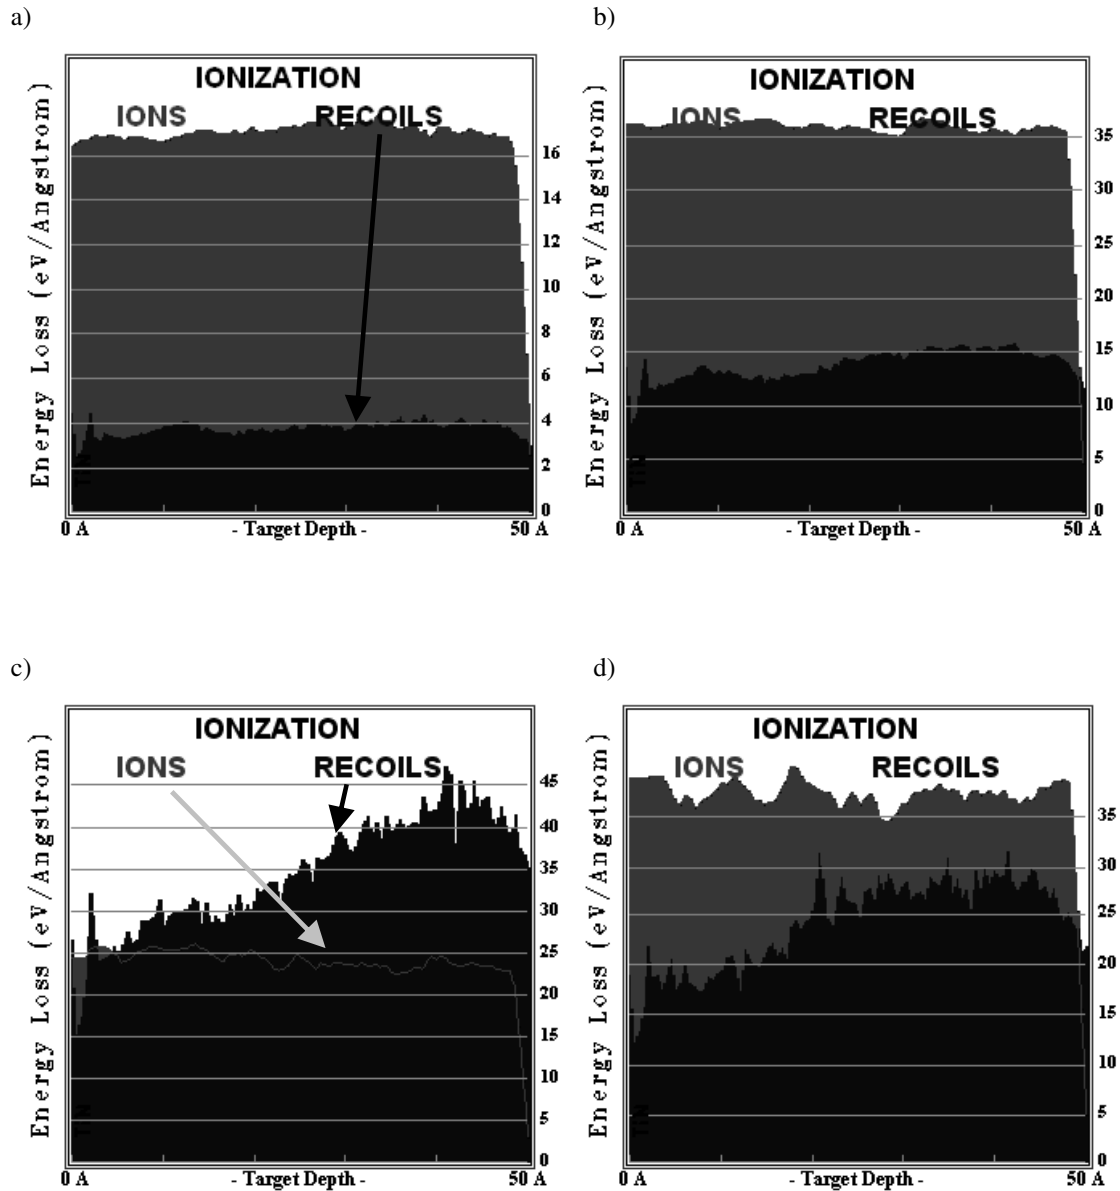 a)
IONIZATION
IONS RECOILS
Energy Loss (eV/Angstrom)
16
14
12
10
8
6
4
2
0
TiN
0 A - Target Depth - 50 A
b)
IONIZATION
IONS RECOILS
Energy Loss (eV/Angstrom)
35
30
25
20
15
10
5
0
TiN
0 A - Target Depth - 50 A
c)
IONIZATION
IONS RECOILS
Energy Loss (eV/Angstrom)
45
40
35
30
25
20
15
10
5
0
TiN
0 A - Target Depth - 50 A
d)
IONIZATION
IONS RECOILS
Energy Loss (eV/Angstrom)
35
30
25
20
15
10
5
0
TiN
0 A - Target Depth - 50 A